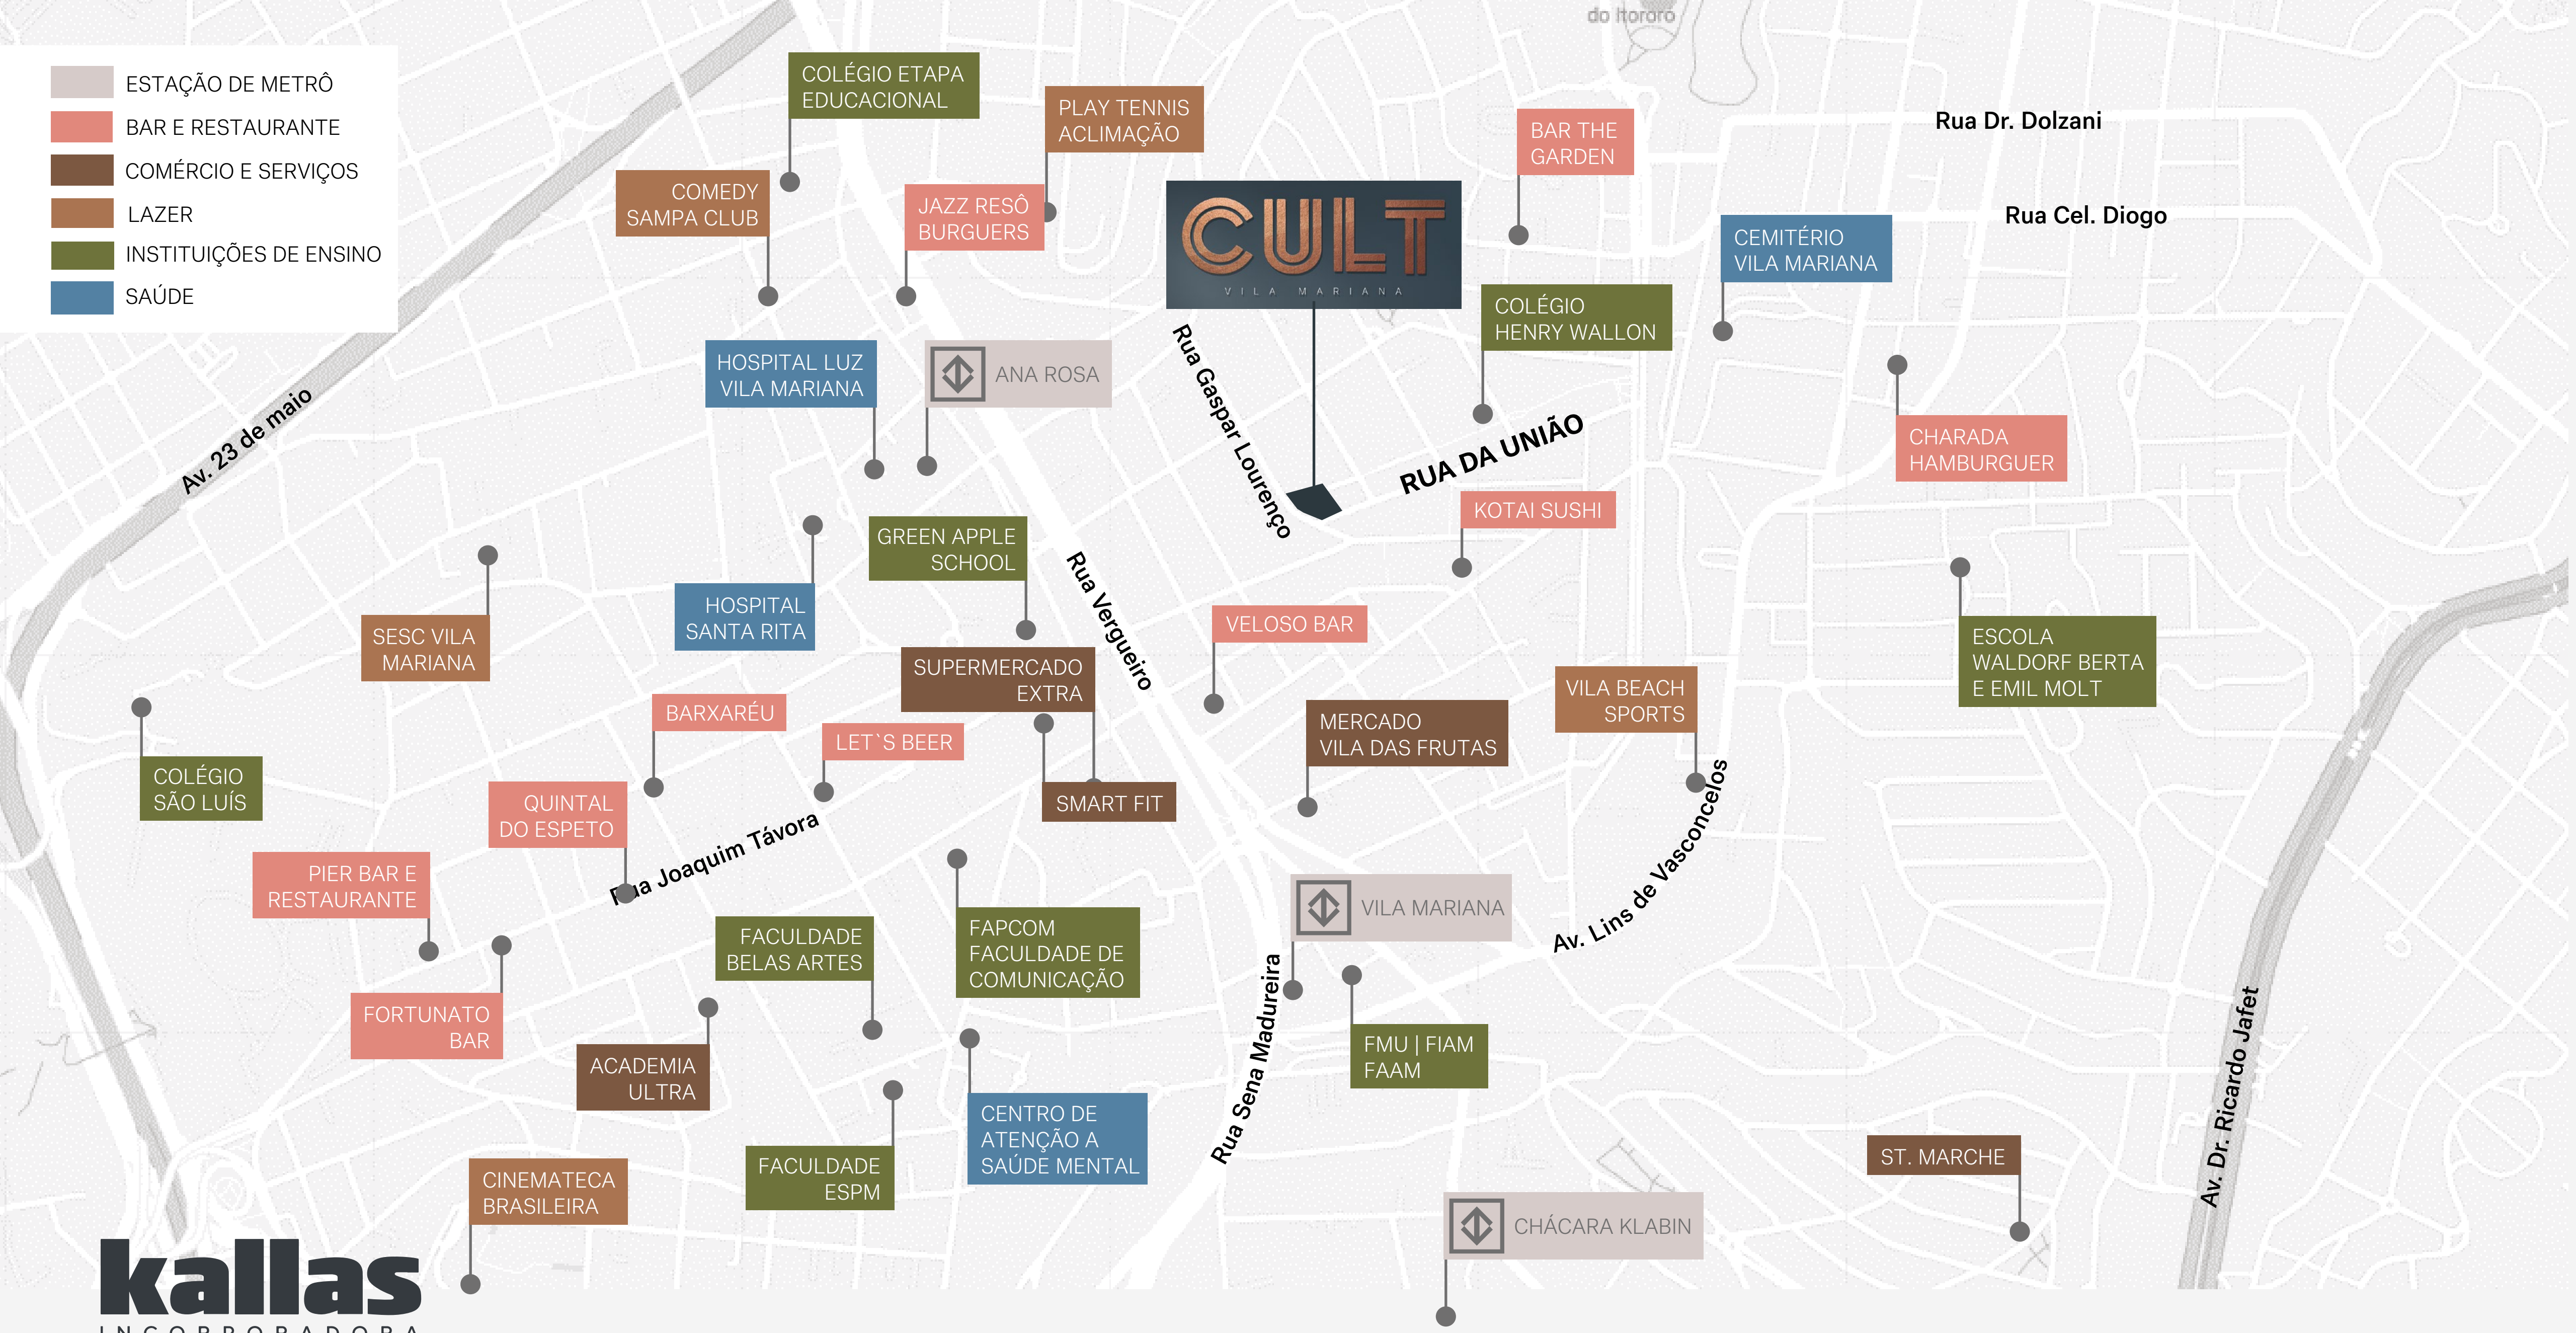 do Itororó
ESTAÇÃO DE METRÔ
BAR E RESTAURANTE
COMÉRCIO E SERVIÇOS
LAZER
INSTITUIÇÕES DE ENSINO
SAÚDE
COLÉGIO ETAPA
EDUCACIONAL
PLAY TENNIS
ACLIMAÇÃO
BAR THE
GARDEN
Rua Dr. Dolzani
COMEDY
SAMPA CLUB
JAZZ RESÔ
BURGUERS
CULT
VILA MARIANA
Rua Cel. Diogo
CEMITÉRIO
VILA MARIANA
COLÉGIO
HENRY WALLON
HOSPITAL LUZ
VILA MARIANA
ANA ROSA
Rua Gaspar Lourenço
Av. 23 de maio
RUA DA UNIÃO
CHARADA
HAMBURGUER
KOTAI SUSHI
GREEN APPLE
SCHOOL
Rua Vergueiro
HOSPITAL
SANTA RITA
SESC VILA
MARIANA
VELOSO BAR
ESCOLA
WALDORF BERTA
E EMIL MOLT
SUPERMERCADO
EXTRA
VILA BEACH
SPORTS
BARXARÉU
LET`S BEER
MERCADO
VILA DAS FRUTAS
COLÉGIO
SÃO LUÍS
QUINTAL
DO ESPETO
SMART FIT
Rua Joaquim Távora
Av. Lins de Vasconcelos
PIER BAR E
RESTAURANTE
VILA MARIANA
FACULDADE
BELAS ARTES
FAPCOM
FACULDADE DE
COMUNICAÇÃO
Rua Sena Madureira
FORTUNATO
BAR
ACADEMIA
ULTRA
FMU | FIAM
FAAM
Av. Dr. Ricardo Jafet
CENTRO DE
ATENÇÃO A
SAÚDE MENTAL
ST. MARCHE
FACULDADE
ESPM
CINEMATECA
BRASILEIRA
CHÁCARA KLABIN
kallas
INCORPORADORA